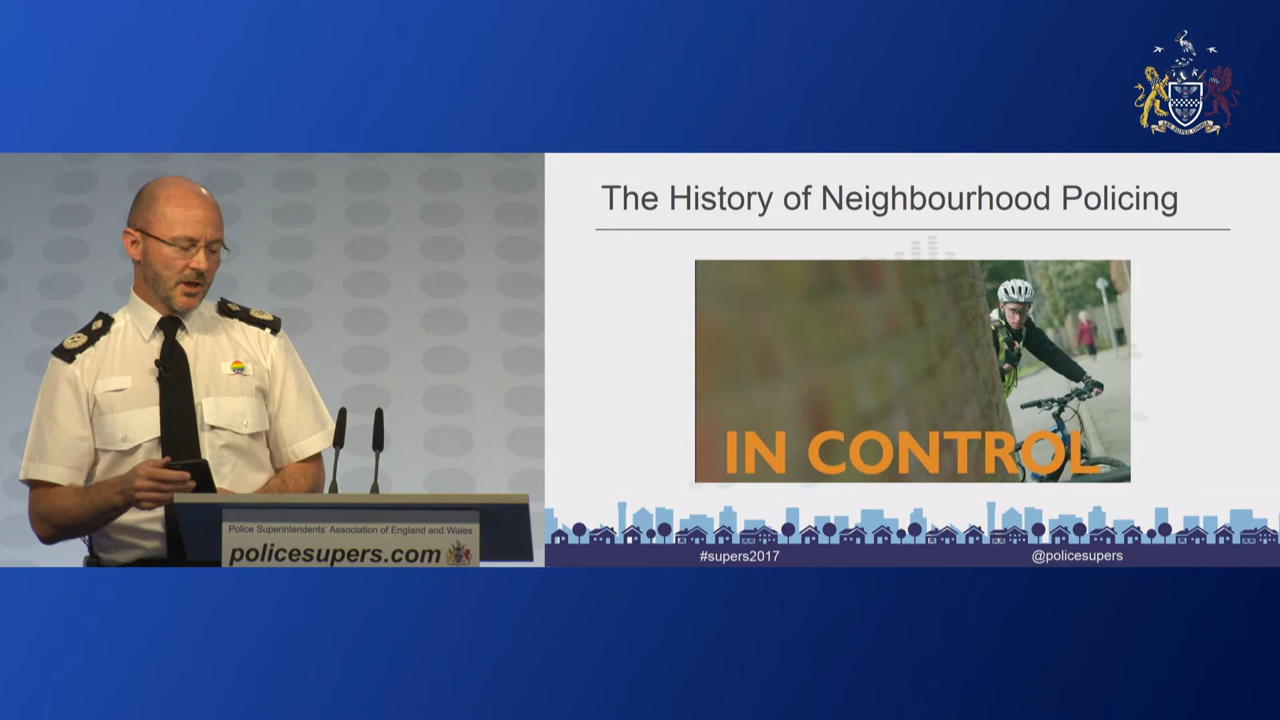 The History of Neighbourhood Policing
IN CONTROL
Police Superintendents' Association of England and Wales
policesupers.com
#supers2017
@policesupers